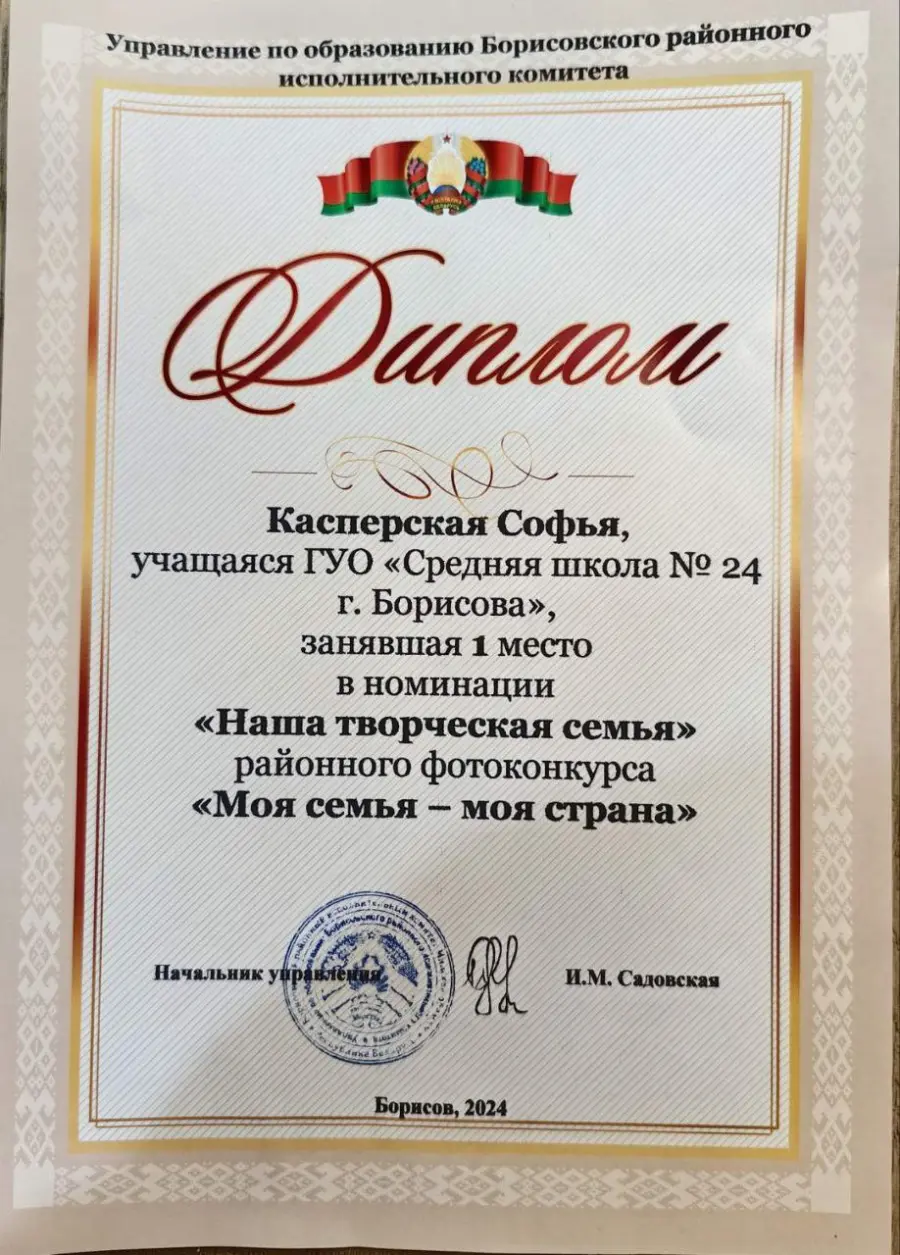 Управление по образованию Борисовского районного
исполнительного комитета
Диплом
Касперская Софья,
учащаяся ГУО «Средняя школа № 24
г. Борисова»,
занявшая 1 место
в номинации
«Наша творческая семья»
районного фотоконкурса
«Моя семья – моя страна»
Начальник управления
И.М. Садовская
Борисов, 2024